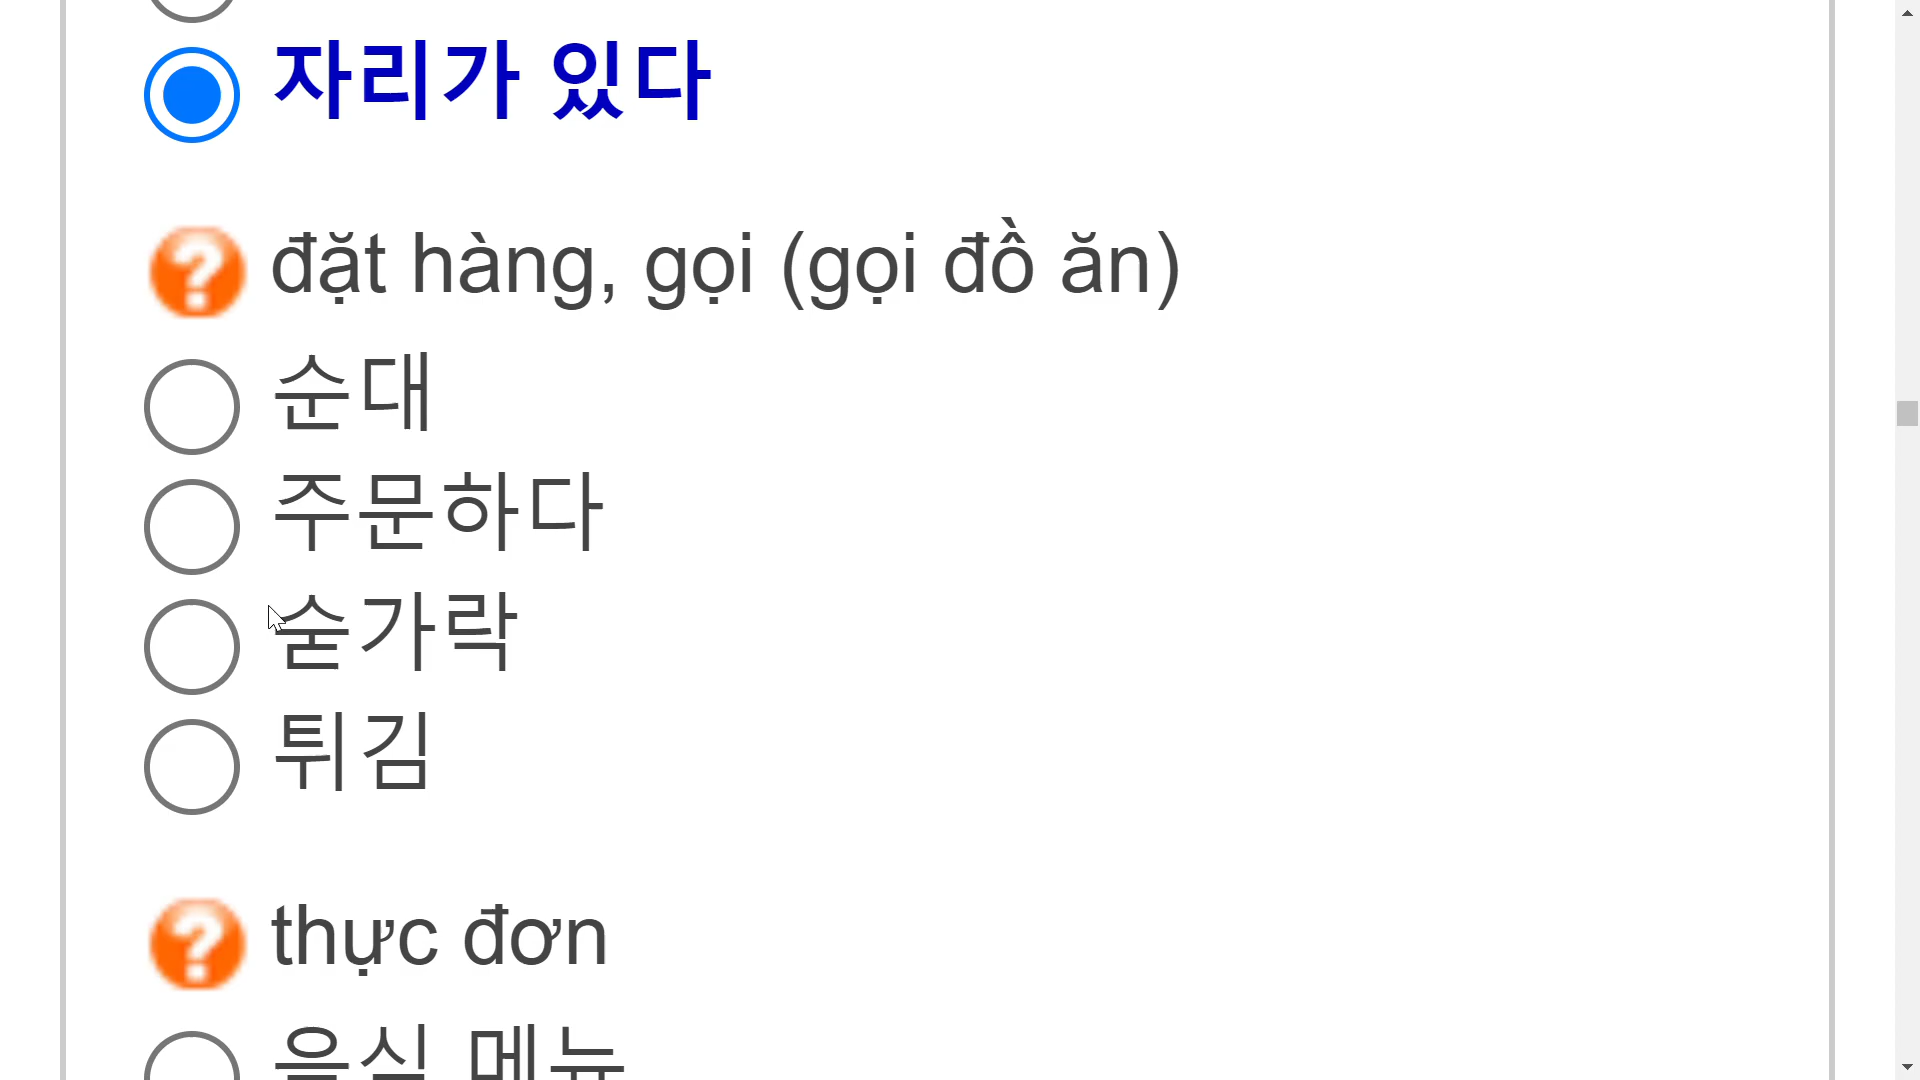 자리가 있다
đặt hàng, gọi (gọi đồ ăn)
순대
주문하다
숟가락
튀김
thực đơn
음식 메뉴